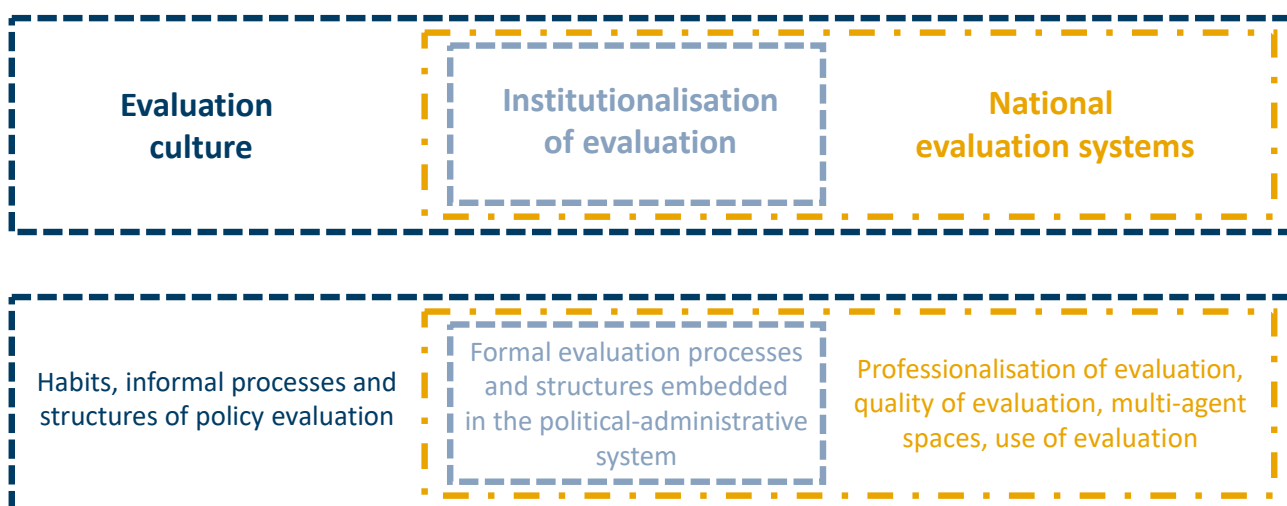 Evaluation
culture
Institutionalisation
of evaluation
National
evaluation systems
Habits, informal processes and
structures of policy evaluation
Formal evaluation processes
and structures embedded
in the political-administrative
system
Professionalisation of evaluation,
quality of evaluation, multi-agent
spaces, use of evaluation